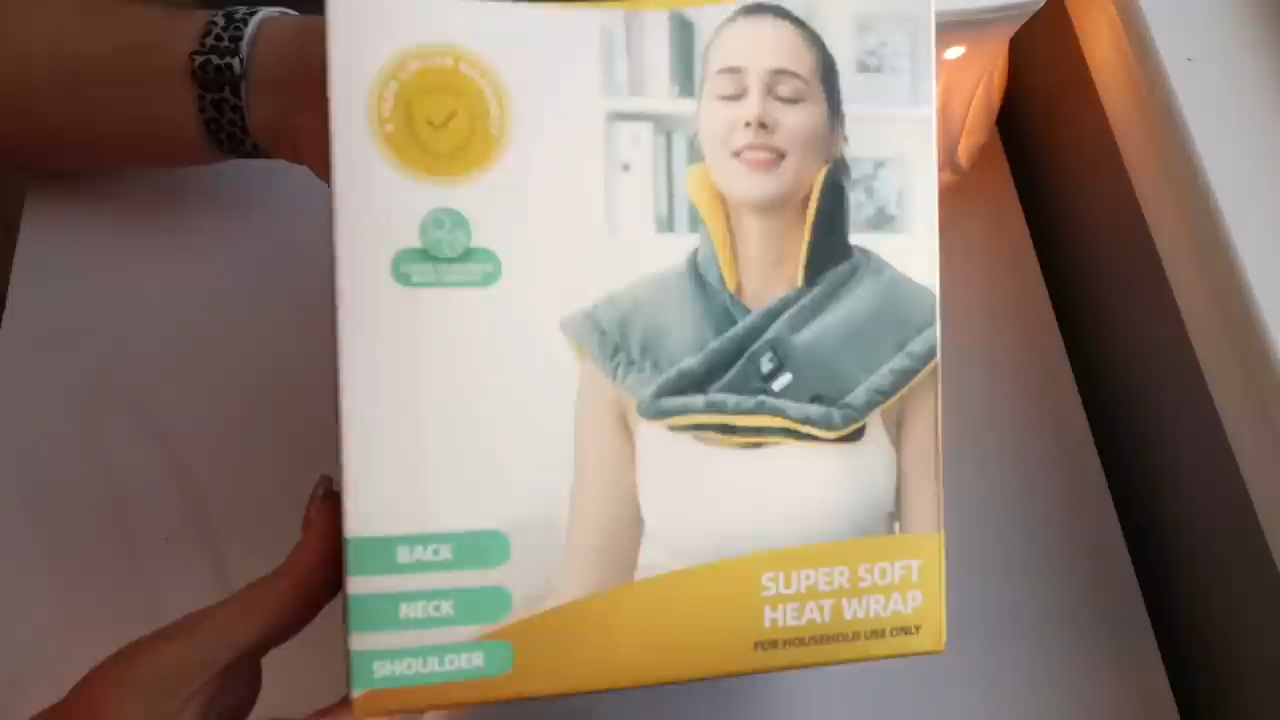 BACK
NECK
SHOULDER
SUPER SOFT
HEAT WRAP
FOR HOUSEHOLD USE ONLY